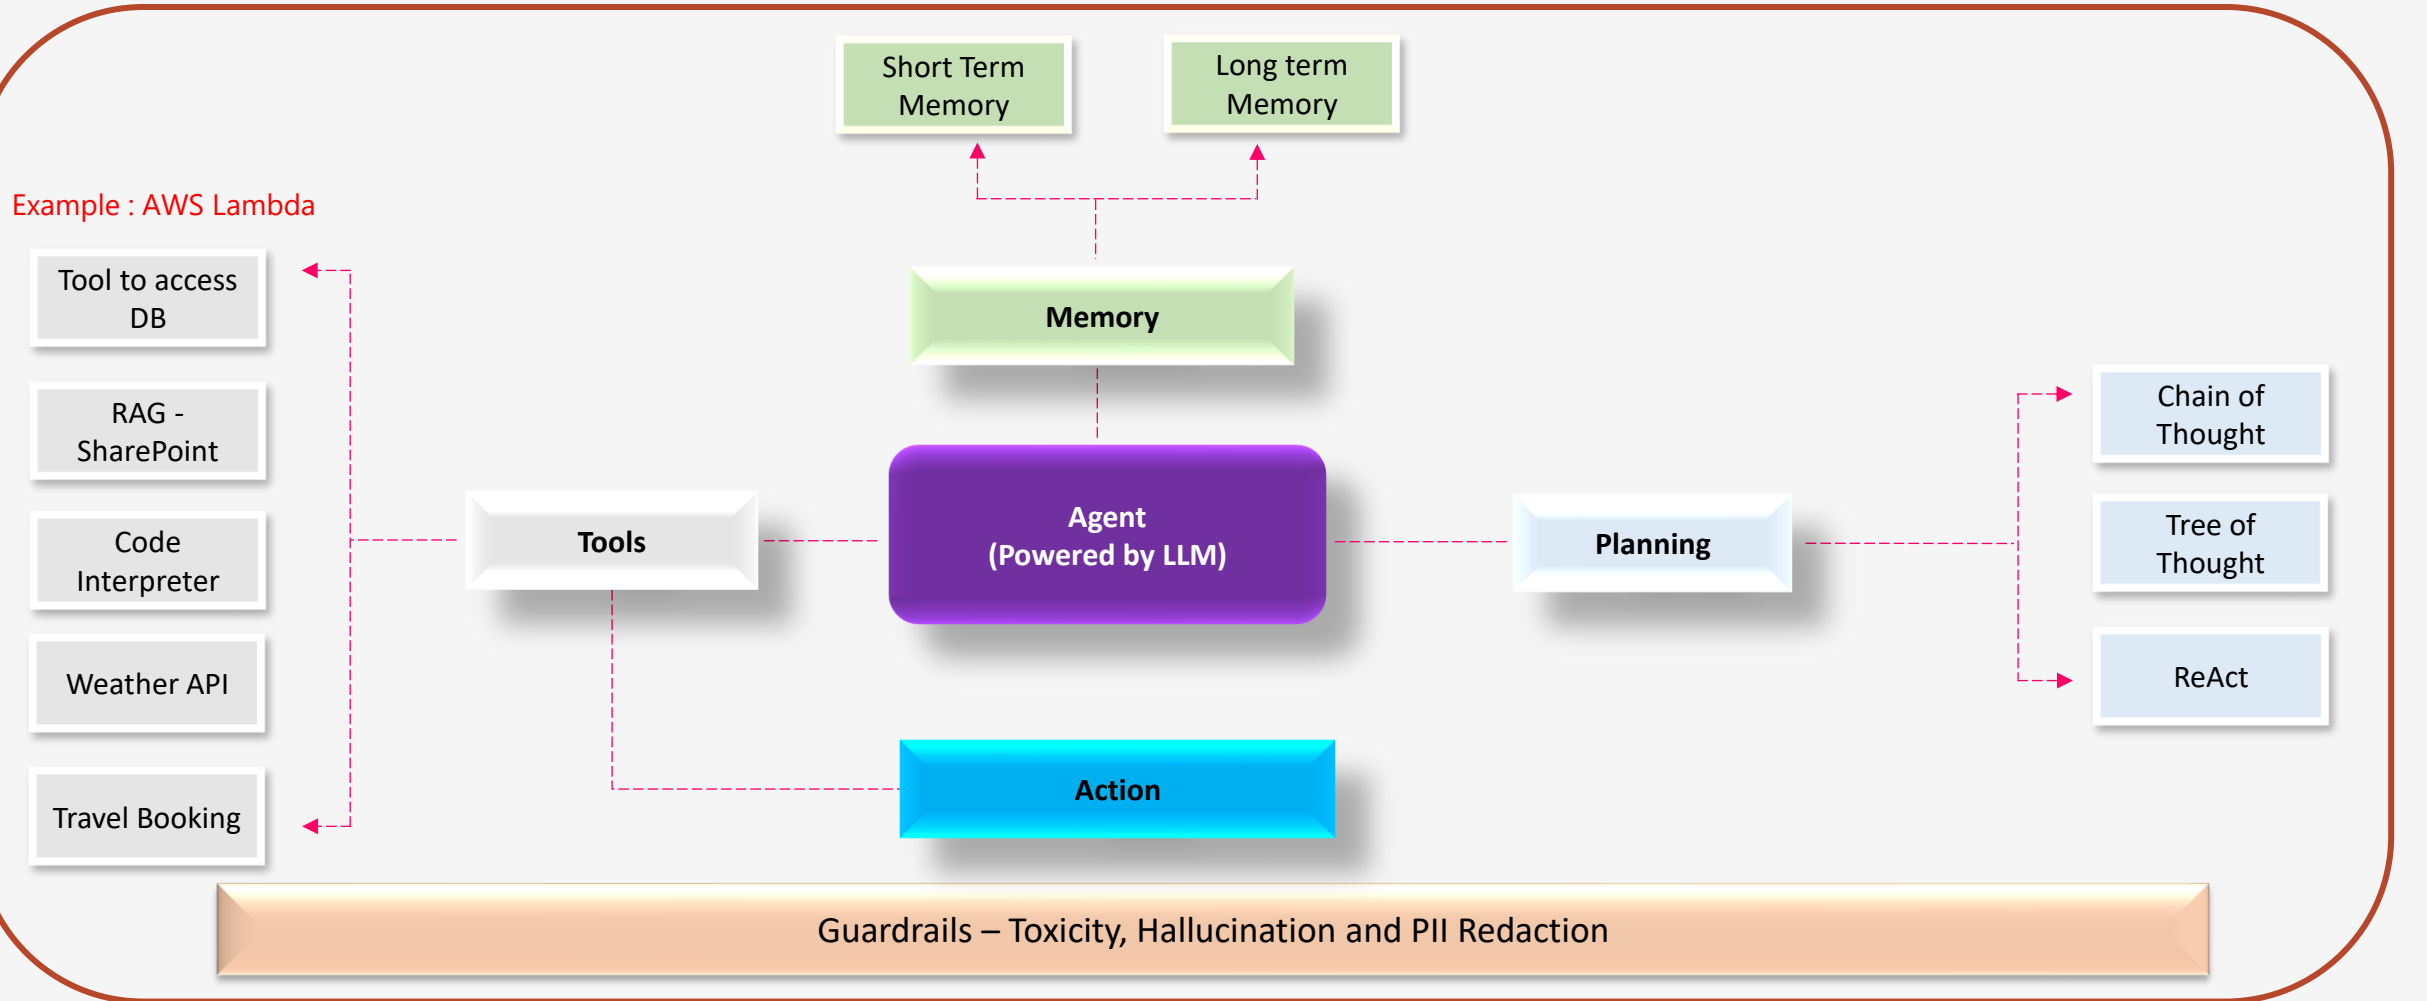 Short Term
Memory
Long term
Memory
Example : AWS Lambda
Tool to access
DB
RAG -
SharePoint
Code
Interpreter
Weather API
Travel Booking
Tools
Memory
Agent
(Powered by LLM)
Action
Planning
Chain of
Thought
Tree of
Thought
ReAct
Guardrails – Toxicity, Hallucination and PII Redaction